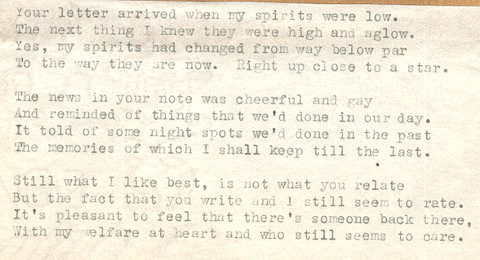 Your letter arrived when my spirits were low.
The next thing I knew they were high and aglow.
Yes, my spirits had changed from way below par
To the way they are now.  Right up close to a star.

The news in your note was cheerful and gay
And reminded of things that we'd done in our day.
It told of some night spots we'd done in the past
The memories of which I shall keep till the last.

Still what I like best, is not what you relate
But the fact that you write and I still seem to rate.
It's pleasant to feel that there's someone back there,
With my welfare at heart and who still seems to care.